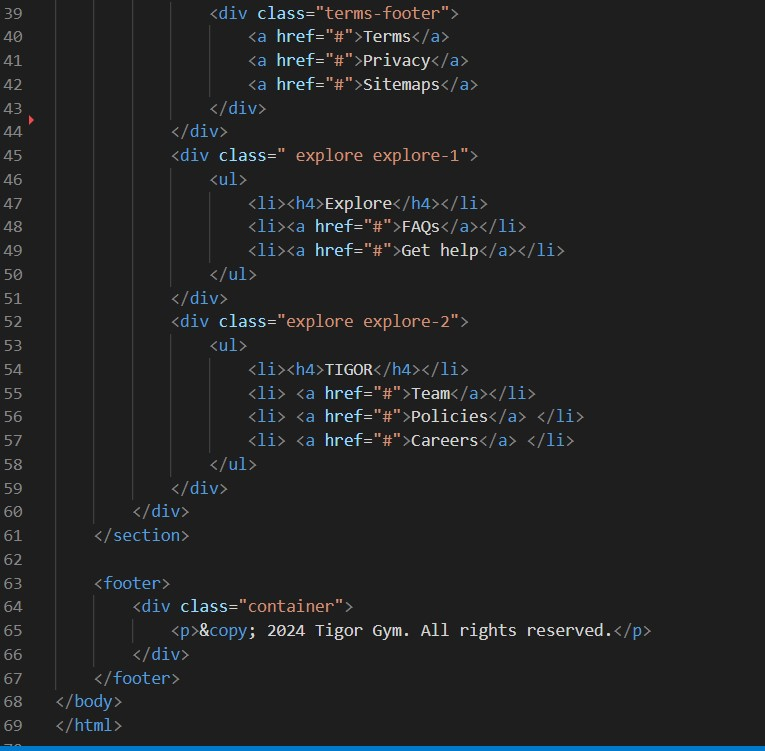 39 <div class="terms-footer">
40 <a href="#">Terms</a>
41 <a href="#">Privacy</a>
42 <a href="#">Sitemaps</a>
43 </div>
44 </div>
45 <div class=" explore explore-1">
46 <ul>
47 <li><h4>Explore</h4></li>
48 <li><a href="#">FAQs</a></li>
49 <li><a href="#">Get help</a></li>
50 </ul>
51 </div>
52 <div class="explore explore-2">
53 <ul>
54 <li><h4>TIGOR</h4></li>
55 <li> <a href="#">Team</a></li>
56 <li> <a href="#">Policies</a> </li>
57 <li> <a href="#">Careers</a> </li>
58 </ul>
59 </div>
60 </div>
61 </section>
62
63 <footer>
64 <div class="container">
65 <p>&copy; 2024 Tigor Gym. All rights reserved.</p>
66 </div>
67 </footer>
68 </body>
69 </html>